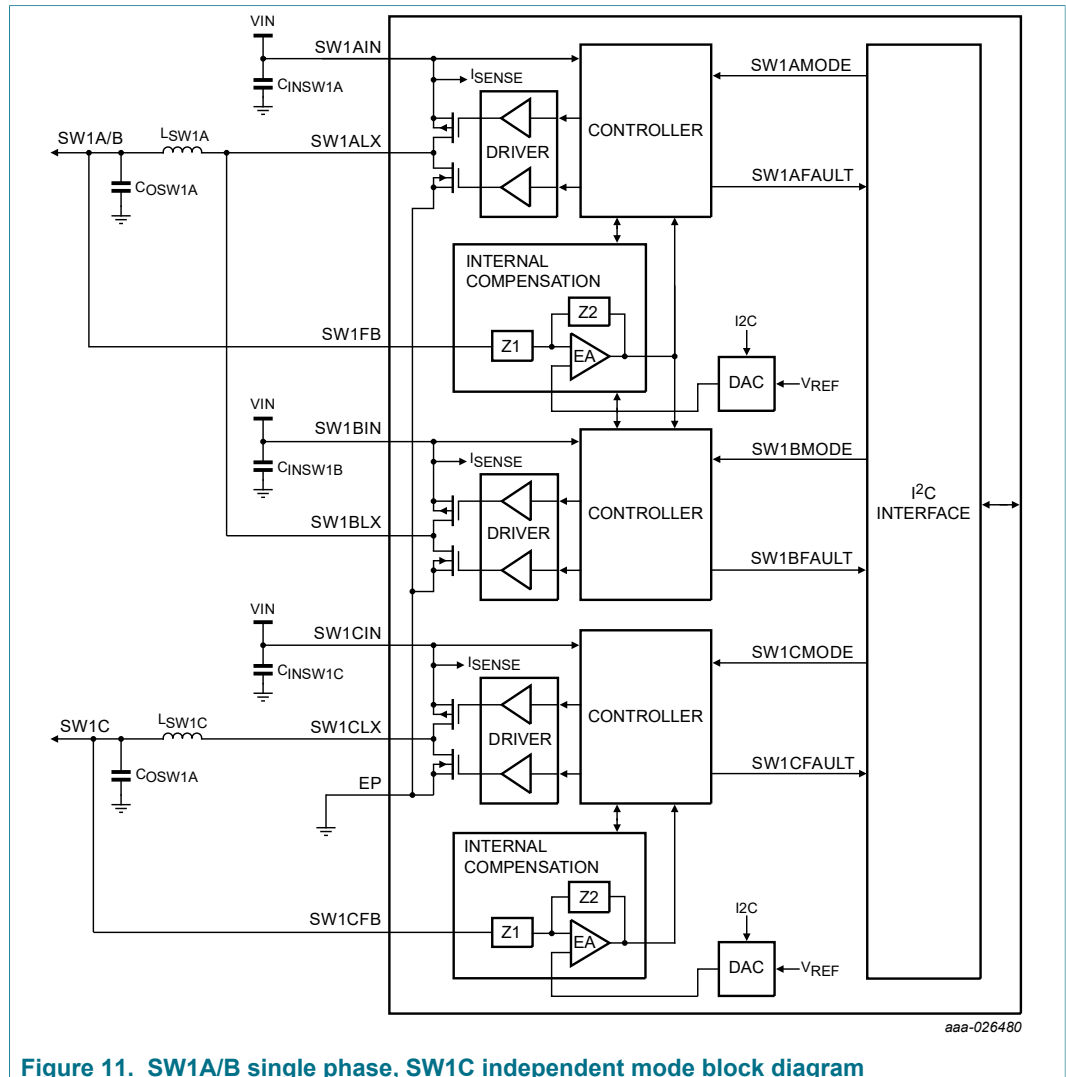 VIN
SW1AIN
CINSW1A
ISENSE
SW1A/B
LSW1A
SW1ALX
COSW1A
DRIVER
CONTROLLER
SW1AMODE
SW1AFAULT
INTERNAL
COMPENSATION
Z2
SW1FB
Z1
EA
I2C
DAC
VREF
VIN
SW1BIN
CINSW1B
ISENSE
SW1BLX
DRIVER
CONTROLLER
SW1BMODE
SW1BFAULT
I2C
INTERFACE
VIN
SW1CIN
CINSW1C
ISENSE
SW1C
LSW1C
SW1CLX
COSW1A
EP
DRIVER
CONTROLLER
SW1CMODE
SW1CFAULT
INTERNAL
COMPENSATION
Z2
SW1CFB
Z1
EA
I2C
DAC
VREF
aaa-026480
Figure 11. SW1A/B single phase, SW1C independent mode block diagram